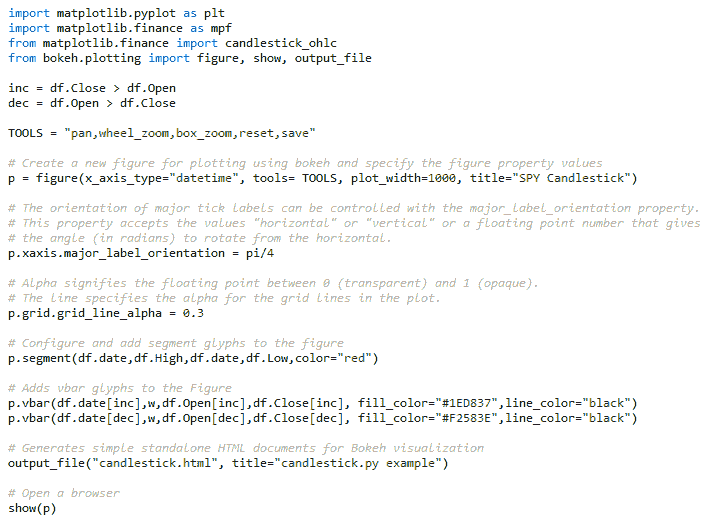 import matplotlib.pyplot as plt
import matplotlib.finance as mpf
from matplotlib.finance import candlestick_ohlc
from bokeh.plotting import figure, show, output_file
inc = df.Close > df.Open
dec = df.Open > df.Close
TOOLS = "pan,wheel_zoom,box_zoom,reset,save"
# Create a new figure for plotting using bokeh and specify the figure property values
p = figure(x_axis_type="datetime", tools= TOOLS, plot_width=1000, title="SPY Candlestick")
# The orientation of major tick labels can be controlled with the major_label_orientation property.
# This property accepts the values "horizontal" or "vertical" or a floating point number that gives
# the angle (in radians) to rotate from the horizontal.
p.xaxis.major_label_orientation = pi/4
# Alpha signifies the floating point between 0 (transparent) and 1 (opaque).
# The line specifies the alpha for the grid lines in the plot.
p.grid.grid_line_alpha = 0.3
# Configure and add segment glyphs to the figure
p.segment(df.date,df.High,df.date,df.Low,color="red")
# Adds vbar glyphs to the Figure
p.vbar(df.date[inc],w,df.Open[inc],df.Close[inc], fill_color="#1ED837",line_color="black")
p.vbar(df.date[dec],w,df.Open[dec],df.Close[dec], fill_color="#F2583E",line_color="black")
# Generates simple standalone HTML documents for Bokeh visualization
output_file("candlestick.html", title="candlestick.py example")
# Open a browser
show(p)